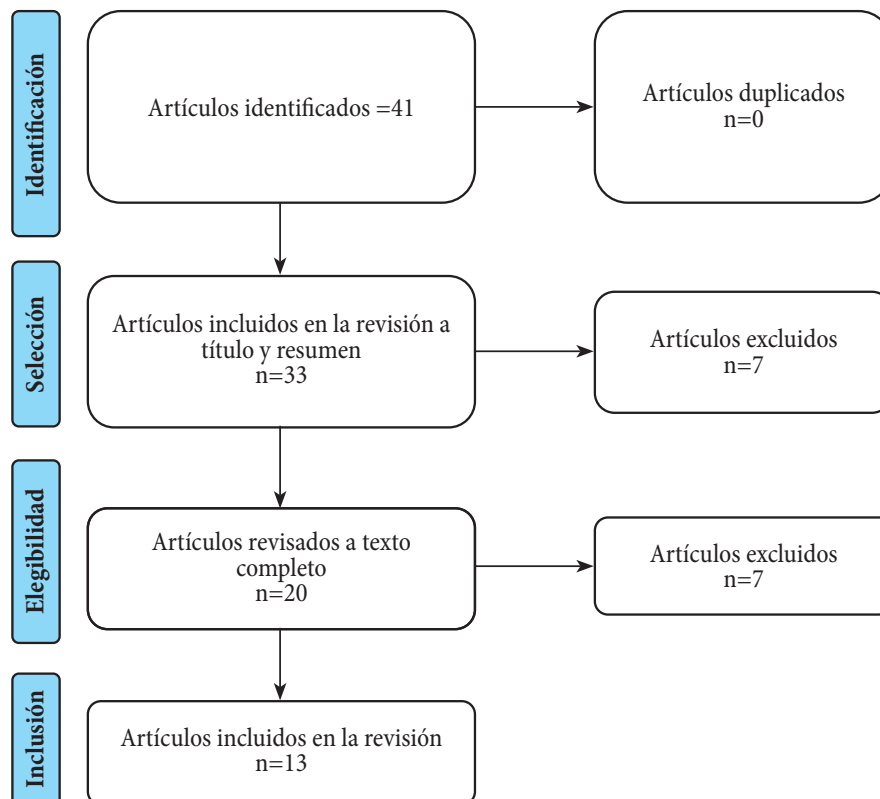 Identificación
Artículos identificados =41
Artículos duplicados
n=0
Selección
Artículos incluidos en la revisión a
título y resumen
n=33
Artículos excluidos
n=7
Elegibilidad
Artículos revisados a texto
completo
n=20
Artículos excluidos
n=7
Inclusión
Artículos incluidos en la revisión
n=13